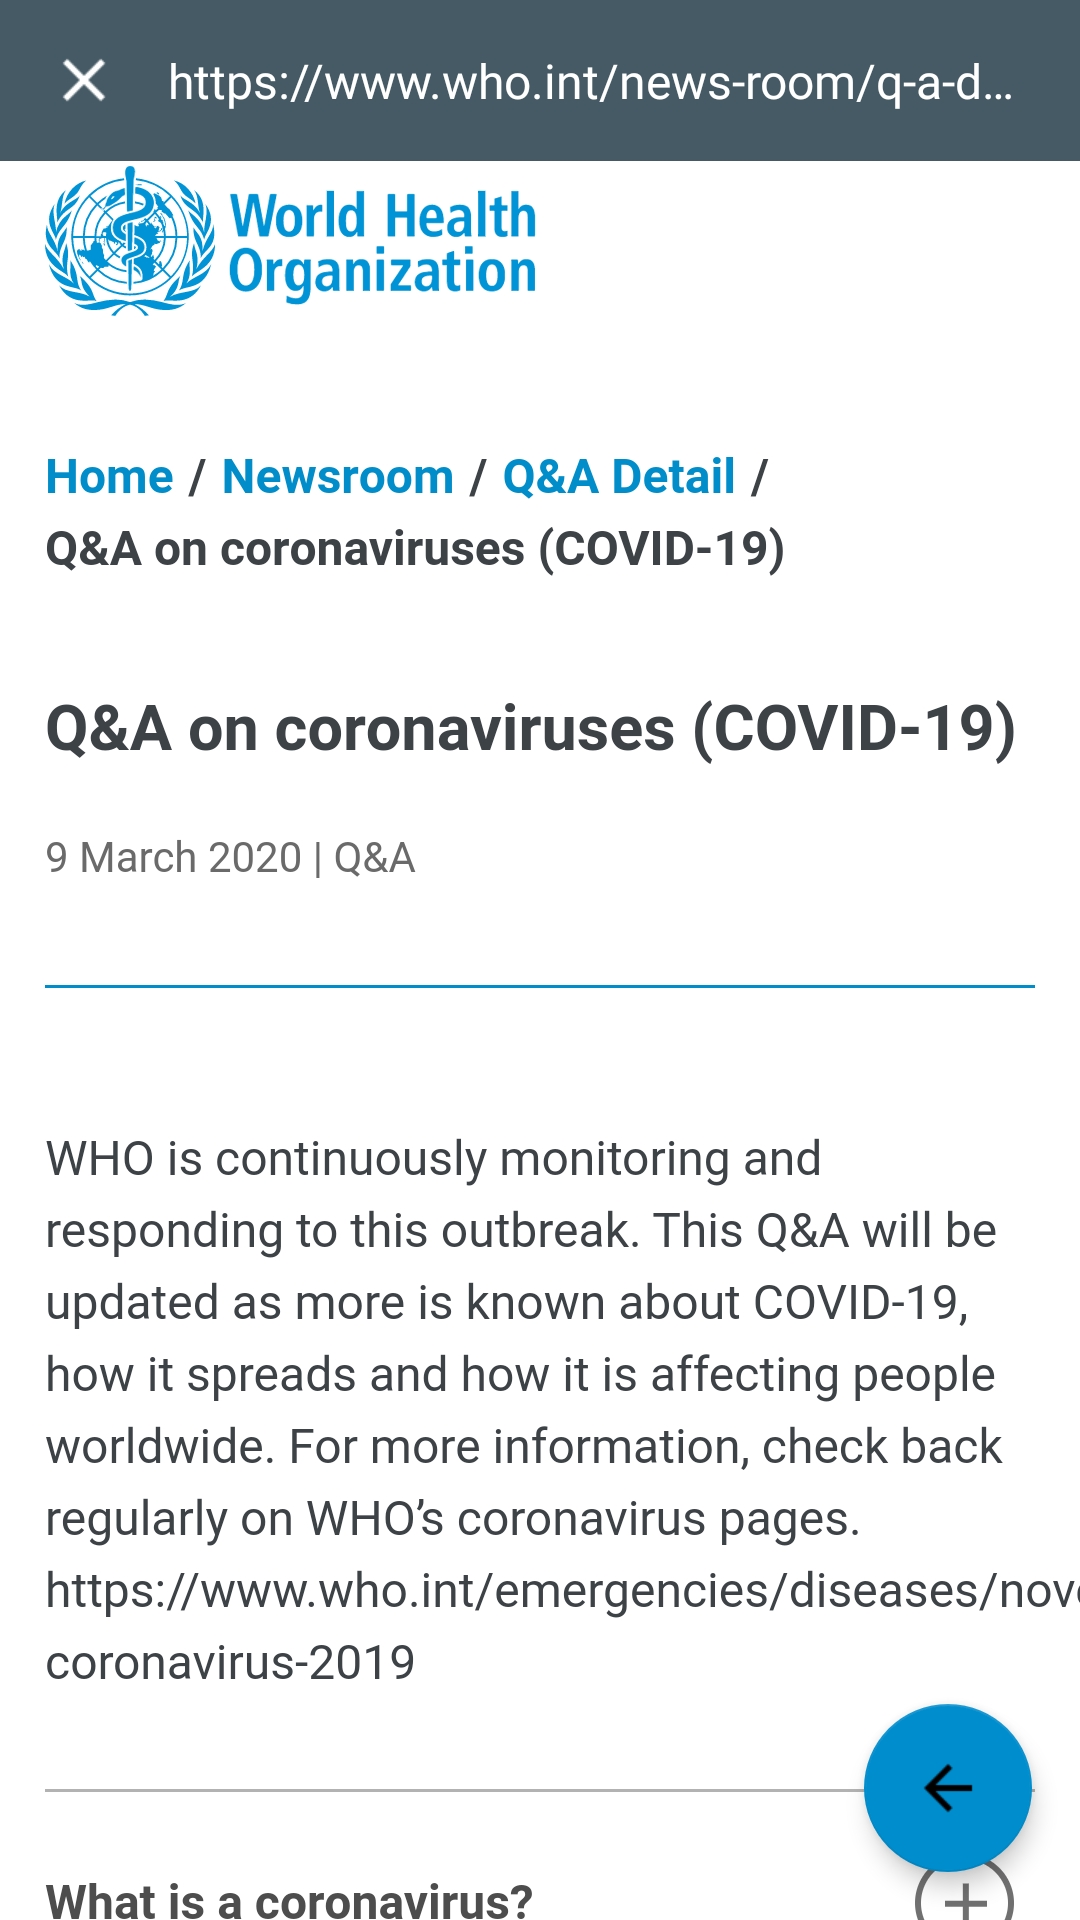 https://www.who.int/news-room/q-a-d...
World Health
Organization
Home / Newsroom / Q&A Detail /
Q&A on coronaviruses (COVID-19)
Q&A on coronaviruses (COVID-19)
9 March 2020 | Q&A
WHO is continuously monitoring and
responding to this outbreak. This Q&A will be
updated as more is known about COVID-19,
how it spreads and how it is affecting people
worldwide. For more information, check back
regularly on WHO’s coronavirus pages.
https://www.who.int/emergencies/diseases/nov
coronavirus-2019
What is a coronavirus?